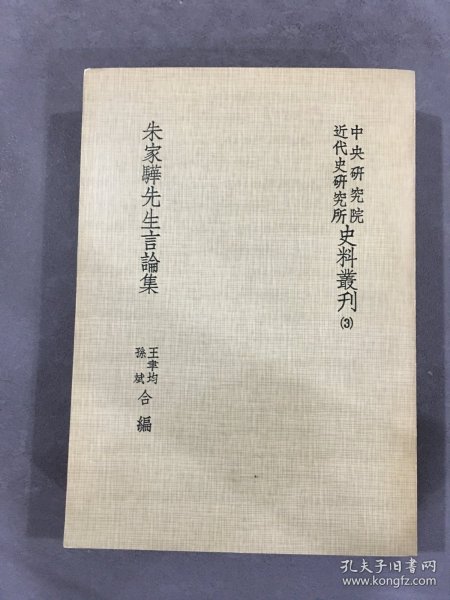 中央研究院
近代史研究所
史料叢刊(3)
朱家驊先生言論集
王聿均
孫斌
合編
孔夫子旧书网
www.kongfz.com